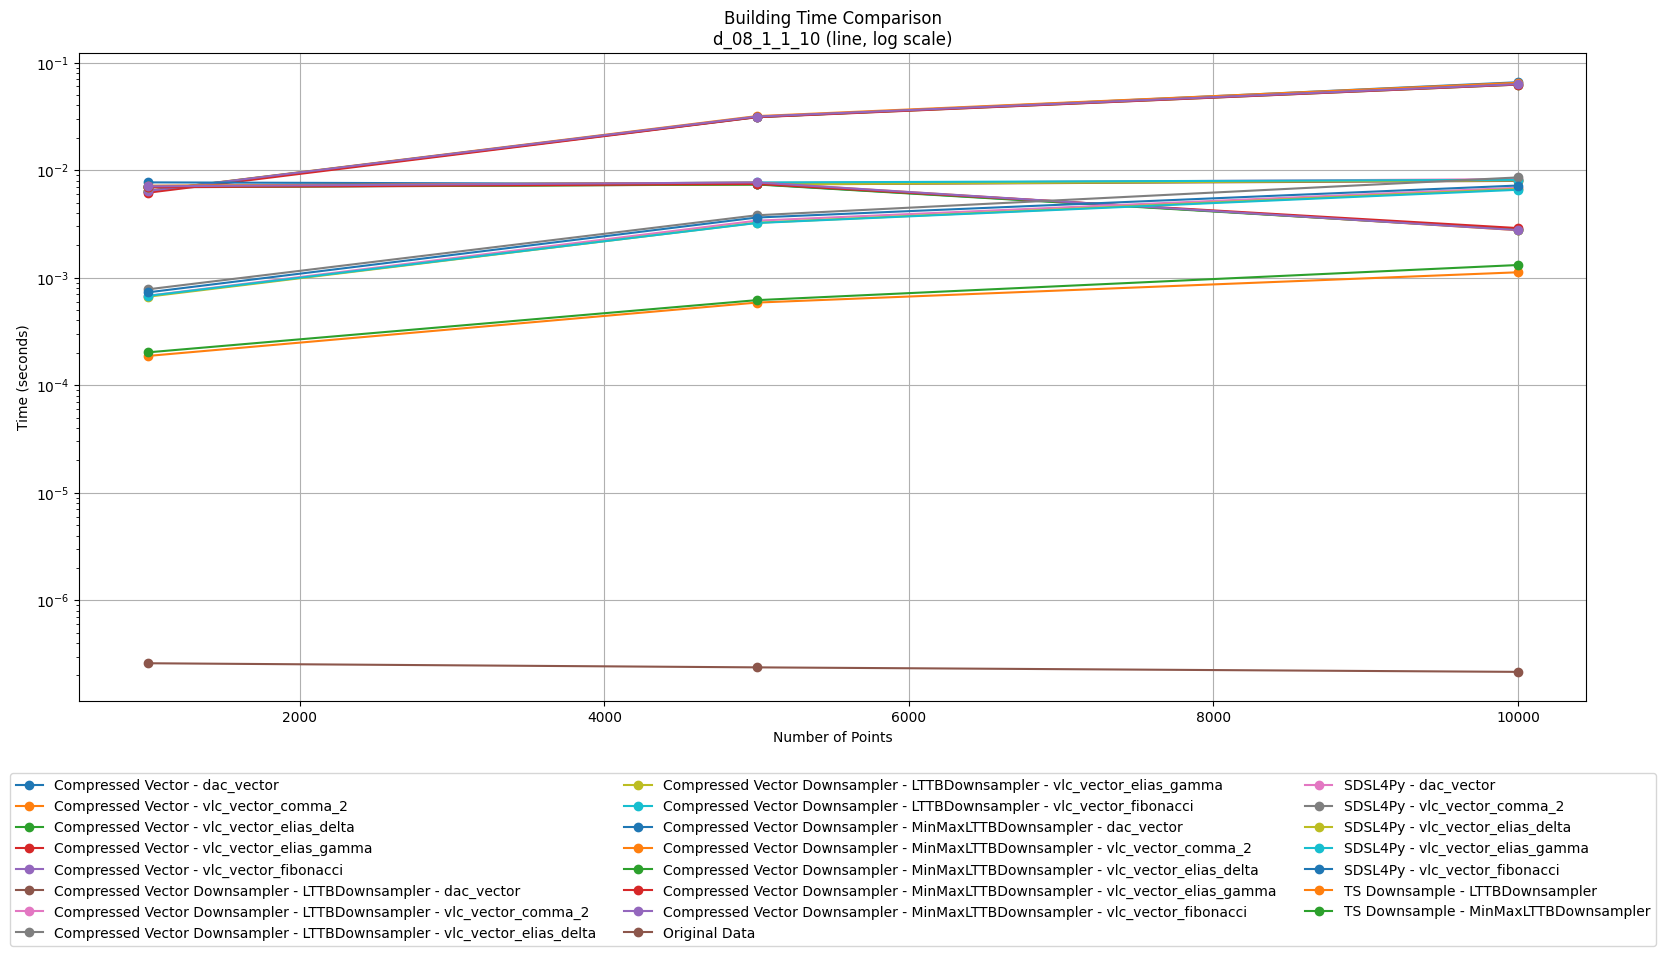 Building Time Comparison
d_08_1_1_10 (line, log scale)
Time (seconds)
10⁻¹
10⁻²
10⁻³
10⁻⁴
10⁻⁵
10⁻⁶
2000 4000 6000 8000 10000
Number of Points
Compressed Vector - dac_vector
Compressed Vector - vlc_vector_comma_2
Compressed Vector - vlc_vector_elias_delta
Compressed Vector - vlc_vector_elias_gamma
Compressed Vector - vlc_vector_fibonacci
Compressed Vector Downsampler - LTTBDownsampler - dac_vector
Compressed Vector Downsampler - LTTBDownsampler - vlc_vector_comma_2
Compressed Vector Downsampler - LTTBDownsampler - vlc_vector_elias_delta
Compressed Vector Downsampler - LTTBDownsampler - vlc_vector_elias_gamma
Compressed Vector Downsampler - LTTBDownsampler - vlc_vector_fibonacci
Compressed Vector Downsampler - MinMaxLTTBDownsampler - dac_vector
Compressed Vector Downsampler - MinMaxLTTBDownsampler - vlc_vector_comma_2
Compressed Vector Downsampler - MinMaxLTTBDownsampler - vlc_vector_elias_delta
Compressed Vector Downsampler - MinMaxLTTBDownsampler - vlc_vector_elias_gamma
Compressed Vector Downsampler - MinMaxLTTBDownsampler - vlc_vector_fibonacci
Original Data
SDSL4Py - dac_vector
SDSL4Py - vlc_vector_comma_2
SDSL4Py - vlc_vector_elias_delta
SDSL4Py - vlc_vector_elias_gamma
SDSL4Py - vlc_vector_fibonacci
TS Downsample - LTTBDownsampler
TS Downsample - MinMaxLTTBDownsampler